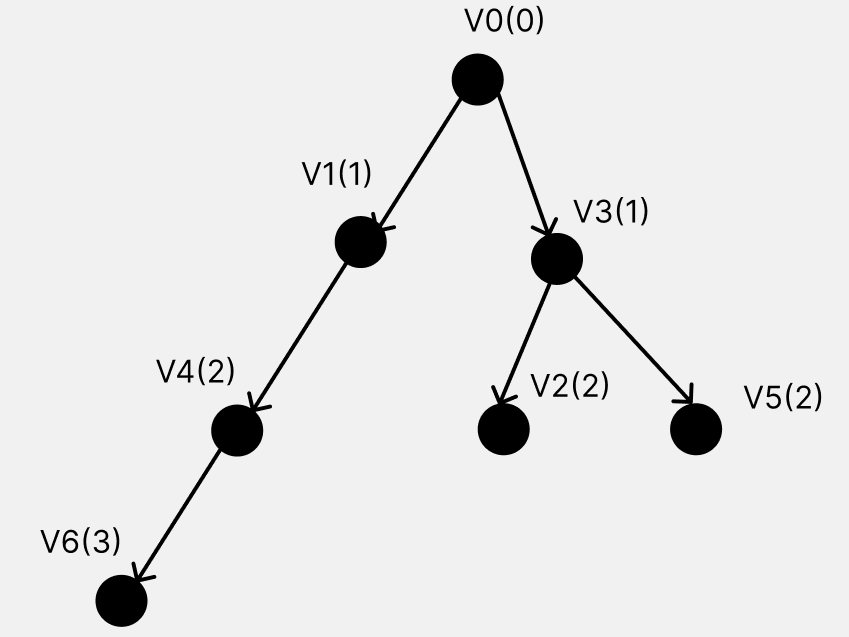 V0(0)
V1(1)
V3(1)
V4(2)
V2(2)
V5(2)
V6(3)